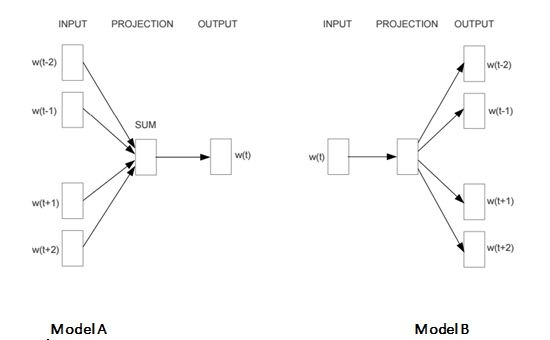 INPUT PROJECTION OUTPUT
w(t-2)
w(t-1)
SUM
w(t)
w(t+1)
w(t+2)
Model A
INPUT PROJECTION OUTPUT
w(t-2)
w(t-1)
w(t)
w(t+1)
w(t+2)
Model B